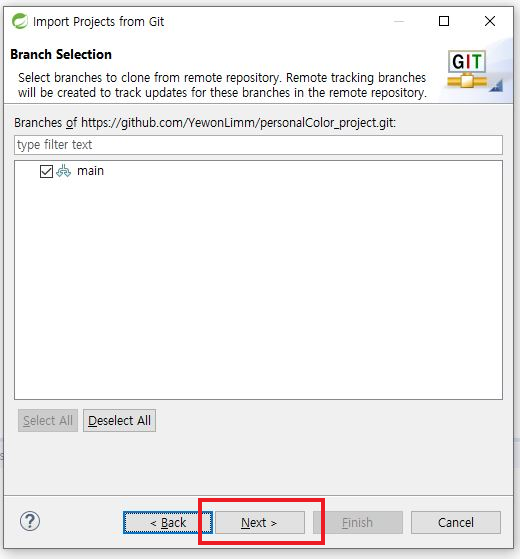 Import Projects from Git
Branch Selection
GIT
Select branches to clone from remote repository. Remote tracking branches
will be created to track updates for these branches in the remote repository.
Branches of https://github.com/YewonLimm/personalColor_project.git:
type filter text
main
Select All
Deselect All
< Back
Next >
Finish
Cancel